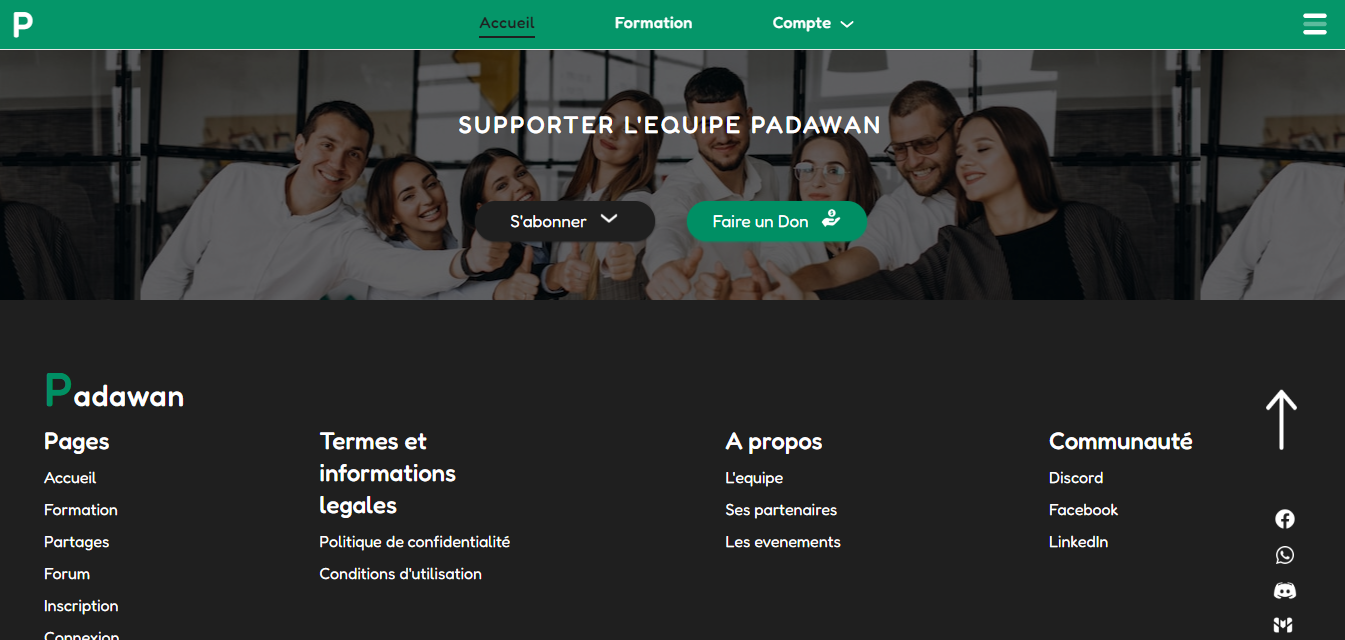 P
Accueil Formation Compte
SUPPORTER L'EQUIPE PADAWAN
S'abonner Faire un Don
Padawan
Pages
Accueil
Formation
Partages
Forum
Inscription
Connexion
Termes et
informations
legales
Politique de confidentialité
Conditions d'utilisation
A propos
L'equipe
Ses partenaires
Les evenements
Communauté
Discord
Facebook
LinkedIn